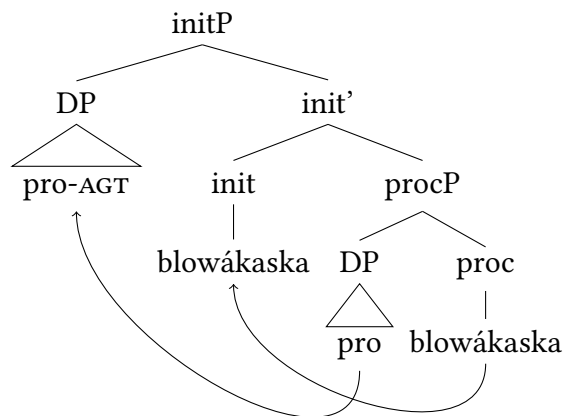 initP
DP init’
pro-AGT init procP
blowákaska DP proc
pro blowákaska